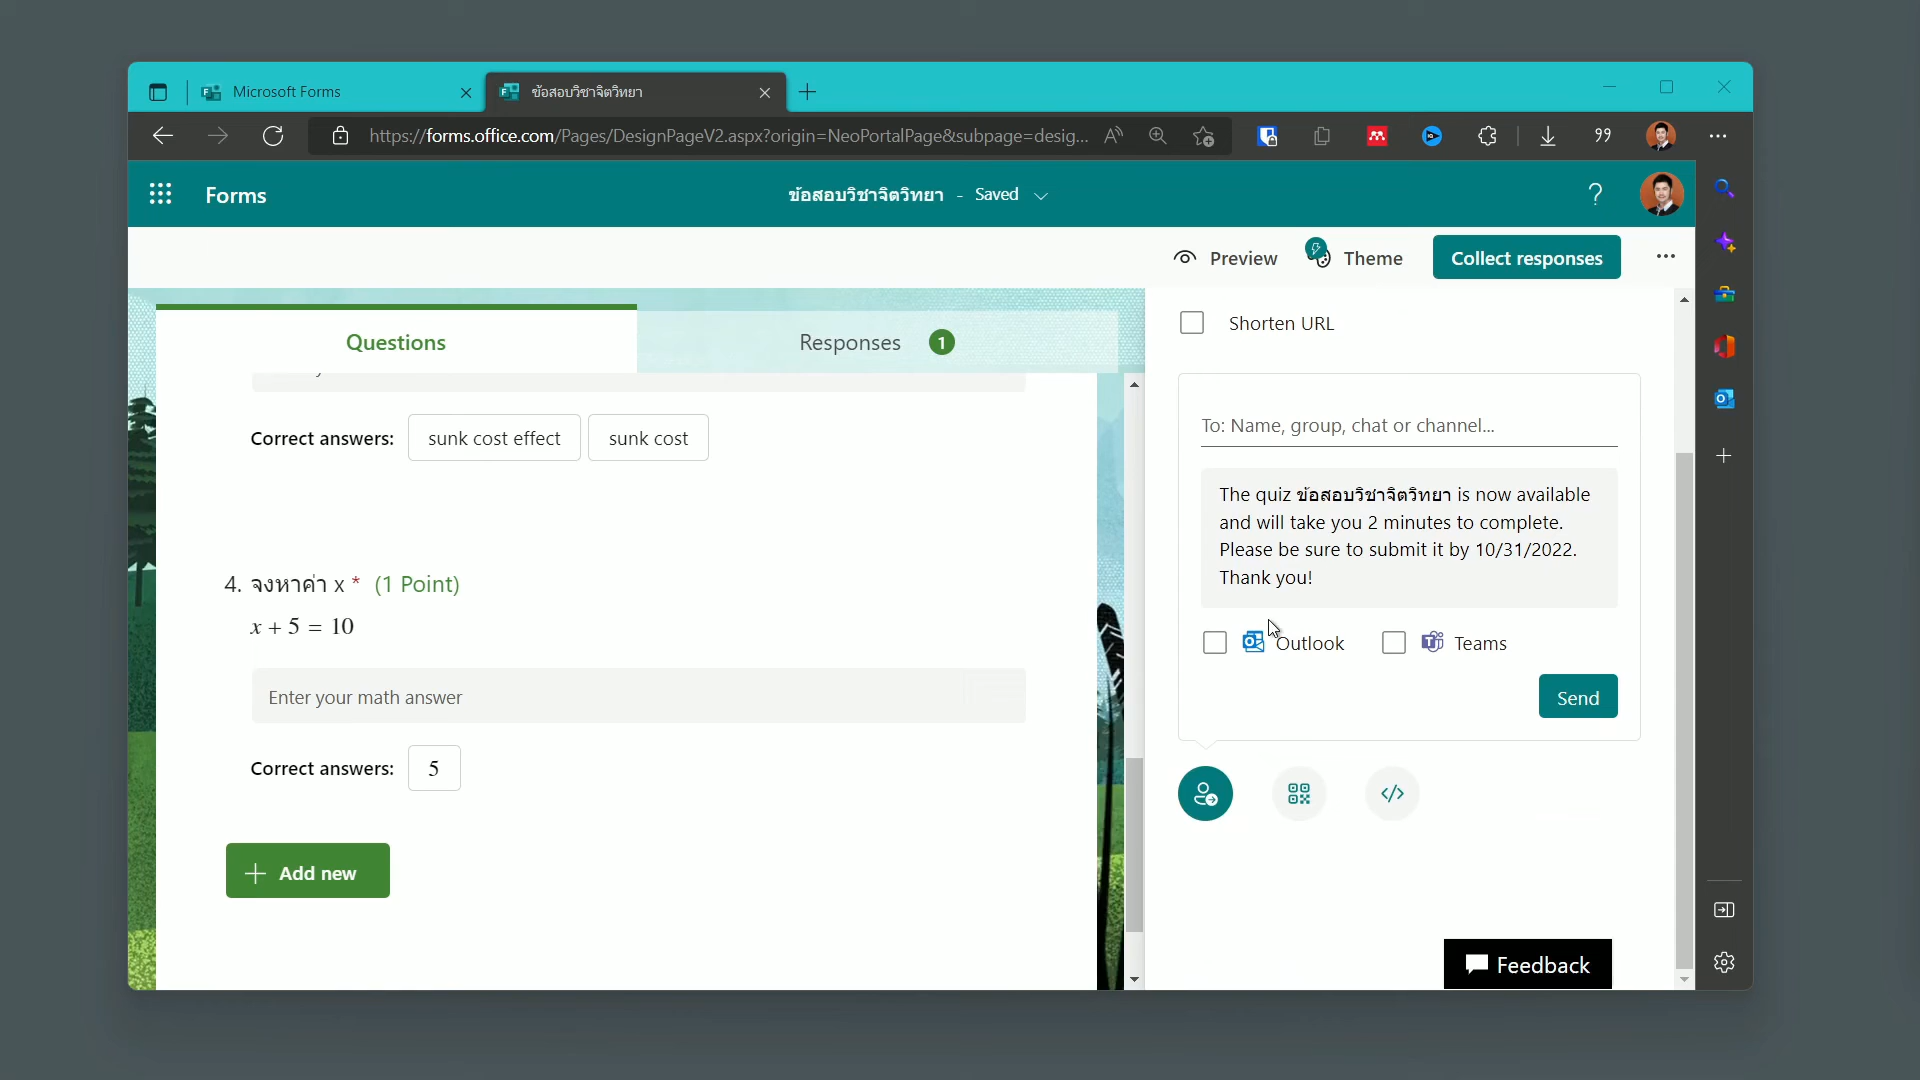 Microsoft Forms
ข้อสอบวิชาจิตวิทยา
https://forms.office.com/Pages/DesignPageV2.aspx?origin=NeoPortalPage&subpage=desig...
Forms
ข้อสอบวิชาจิตวิทยา - Saved
Preview
Theme
Collect responses
Questions
Responses 1
Shorten URL
Correct answers: sunk cost effect sunk cost
To: Name, group, chat or channel...
The quiz ข้อสอบวิชาจิตวิทยา is now available
and will take you 2 minutes to complete.
Please be sure to submit it by 10/31/2022.
Thank you!
4. จงหาค่า x * (1 Point)
x + 5 = 10
Outlook
Teams
Enter your math answer
Send
Correct answers: 5
Add new
Feedback